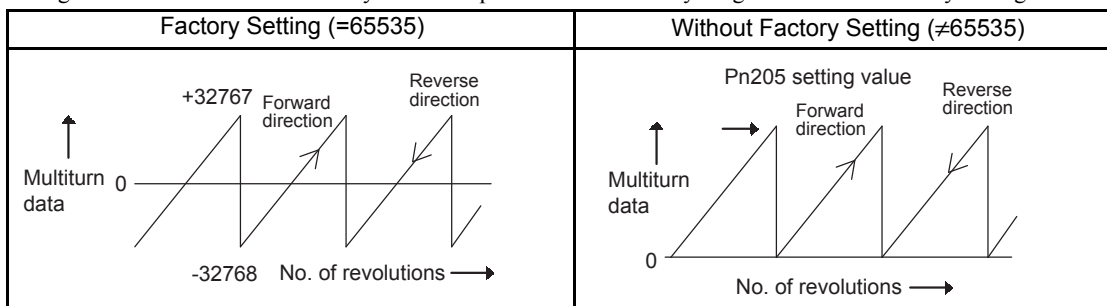 Factory Setting (=65535)
Without Factory Setting (≠65535)
+32767
Forward
direction
Reverse
direction
Multiturn
data
0
-32768
No. of revolutions
Pn205 setting value
Forward
direction
Reverse
direction
Multiturn
data
0
No. of revolutions